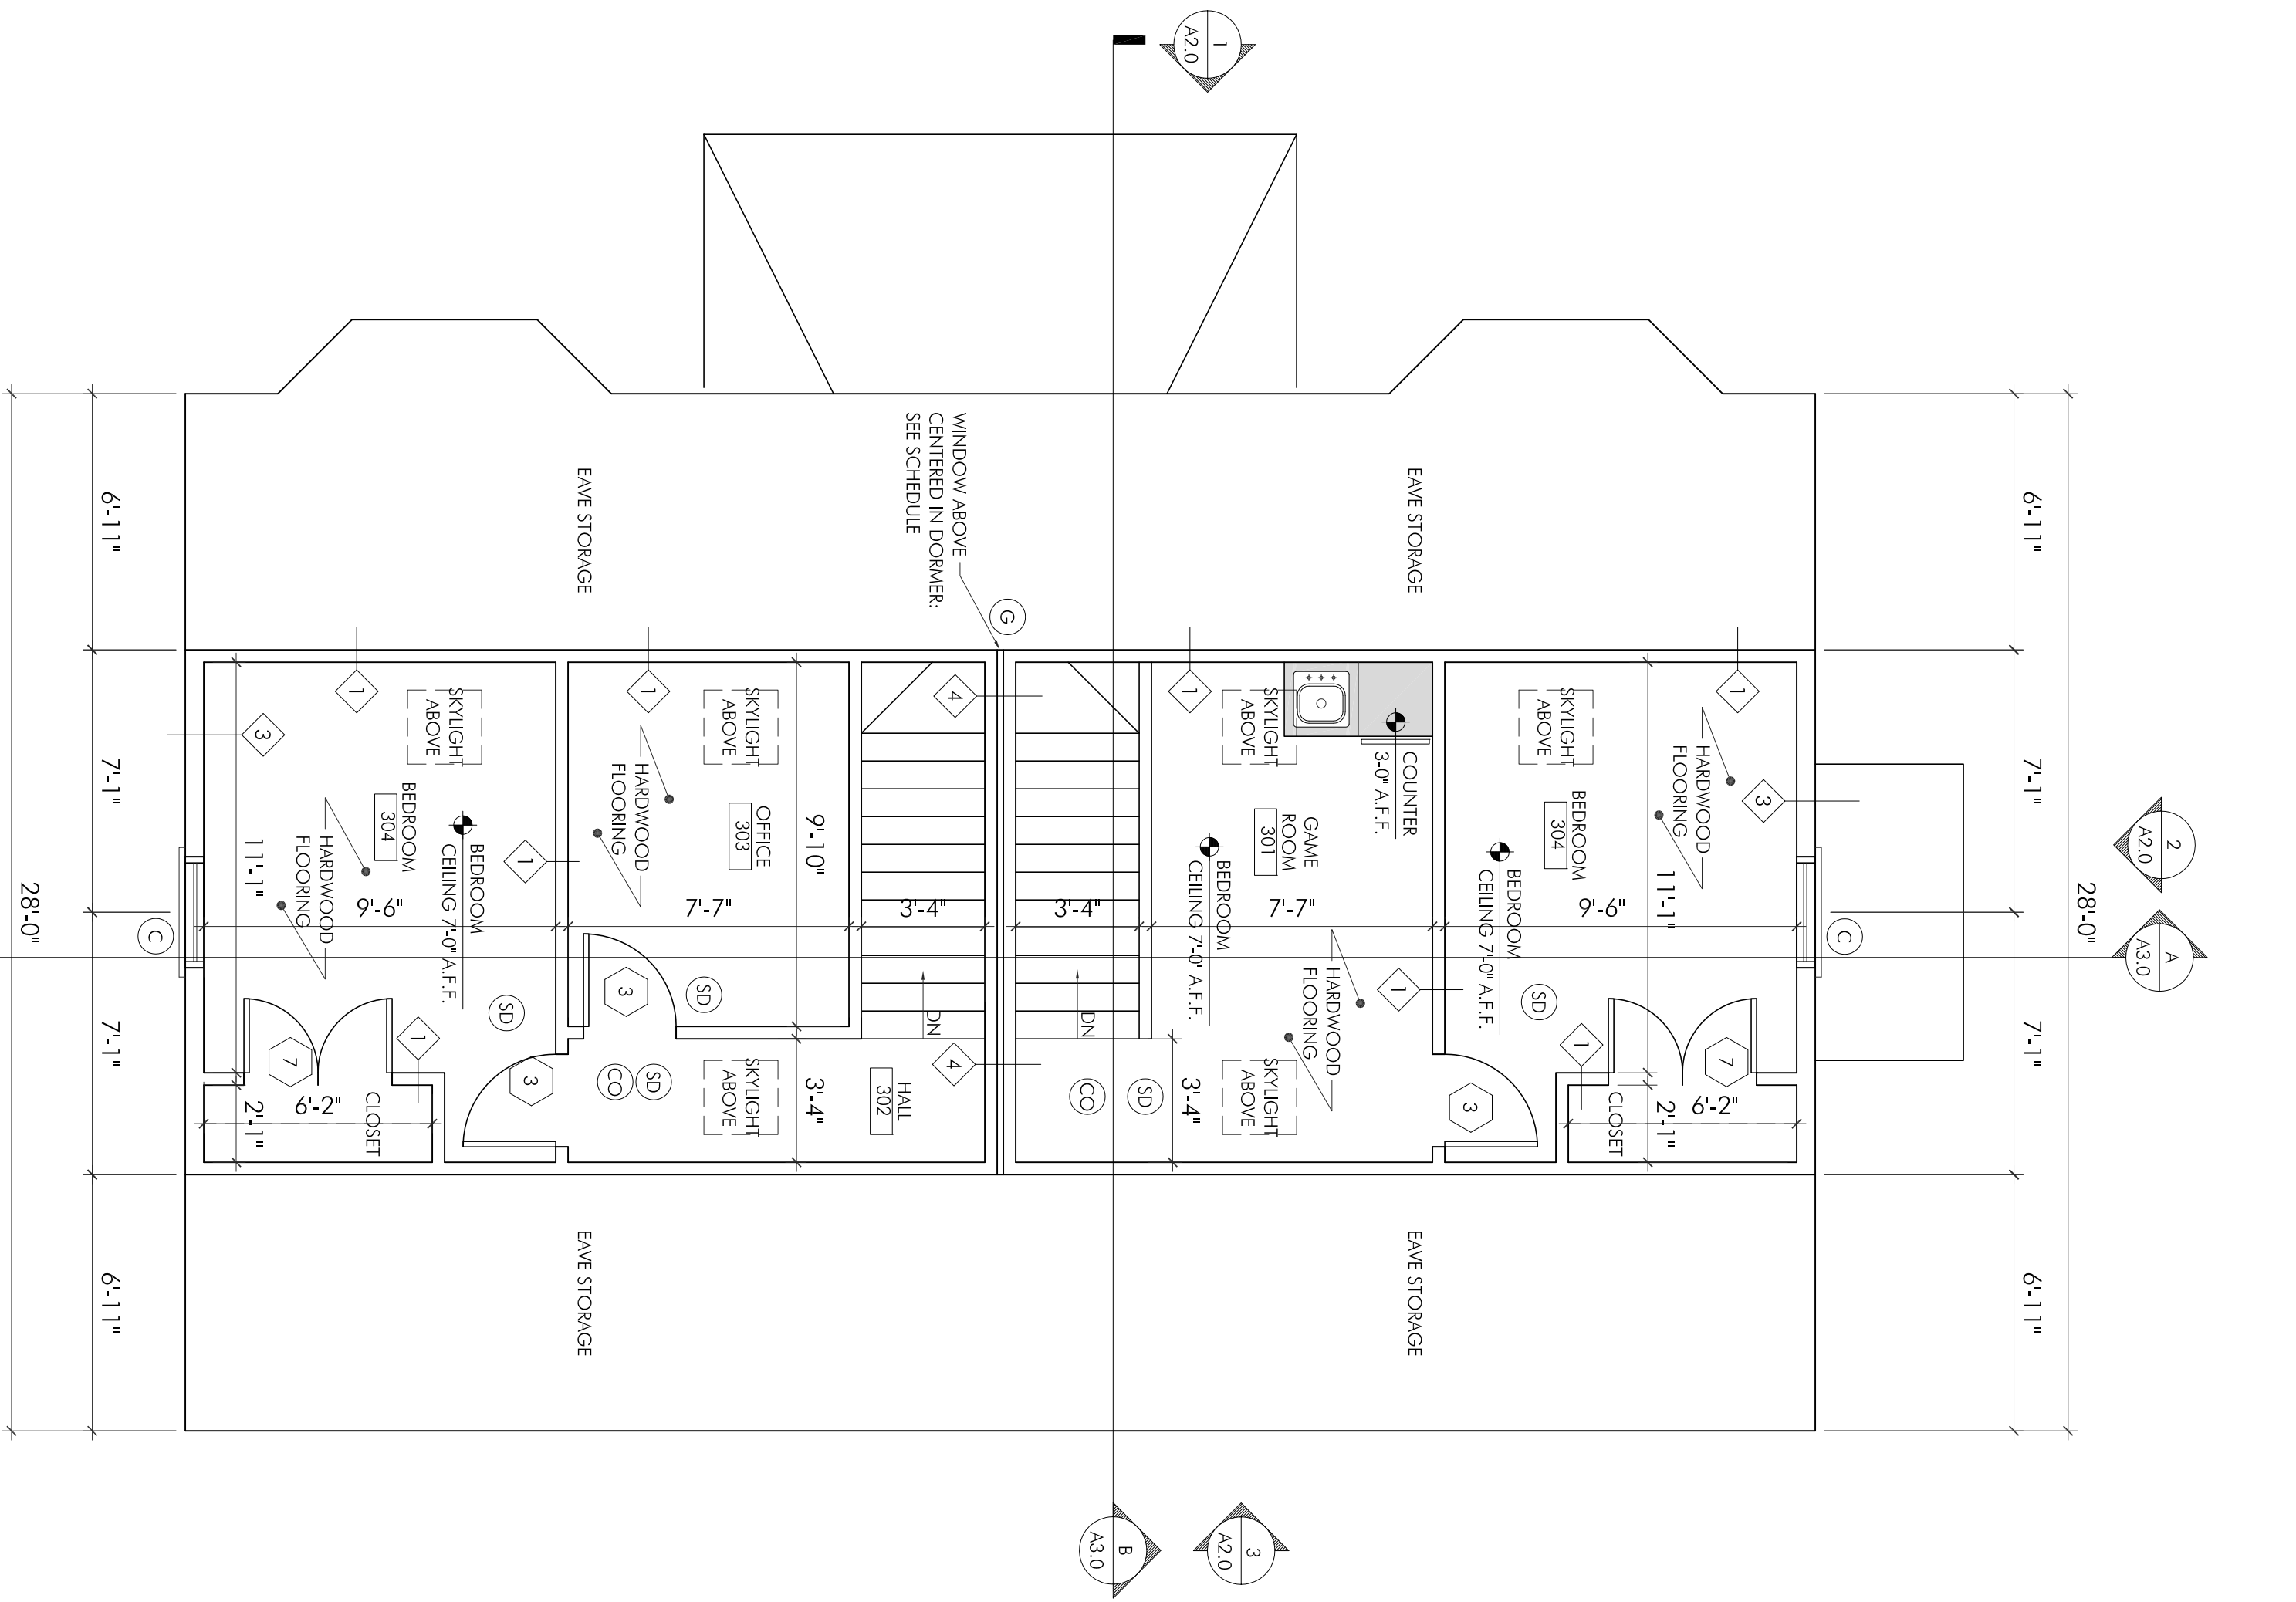 1
A2.0
2
A2.0
A
A3.0
28'-0"
6'-11"
7'-1"
7'-1"
6'-11"
C
EAVE STORAGE
EAVE STORAGE
1
HARDWOOD
FLOORING
3
11'-1"
SKYLIGHT
ABOVE
BEDROOM
304
BEDROOM
CEILING 7'-0" A.F.F.
9'-6"
SD
7
1
CLOSET
6'-2"
2'-1"
3
COUNTER
3-0" A.F.F.
1
HARDWOOD
FLOORING
GAME
ROOM
301
SKYLIGHT
ABOVE
1
BEDROOM
CEILING 7'-0" A.F.F.
7'-7"
SKYLIGHT
ABOVE
3'-4"
SD
CO
3'-4"
DN
WINDOW ABOVE
CENTERED IN DORMER:
SEE SCHEDULE
G
4
4
3'-4"
DN
HALL
302
9'-10"
3'-4"
OFFICE
303
SKYLIGHT
ABOVE
HARDWOOD
FLOORING
1
7'-7"
SD
3
SKYLIGHT
ABOVE
SD
CO
1
3
SKYLIGHT
ABOVE
BEDROOM
CEILING 7'-0" A.F.F.
BEDROOM
304
1
HARDWOOD
FLOORING
9'-6"
SD
3
11'-1"
1
7
CLOSET
6'-2"
2'-1"
EAVE STORAGE
EAVE STORAGE
C
6'-11"
7'-1"
7'-1"
6'-11"
28'-0"
3
A2.0
B
A3.0